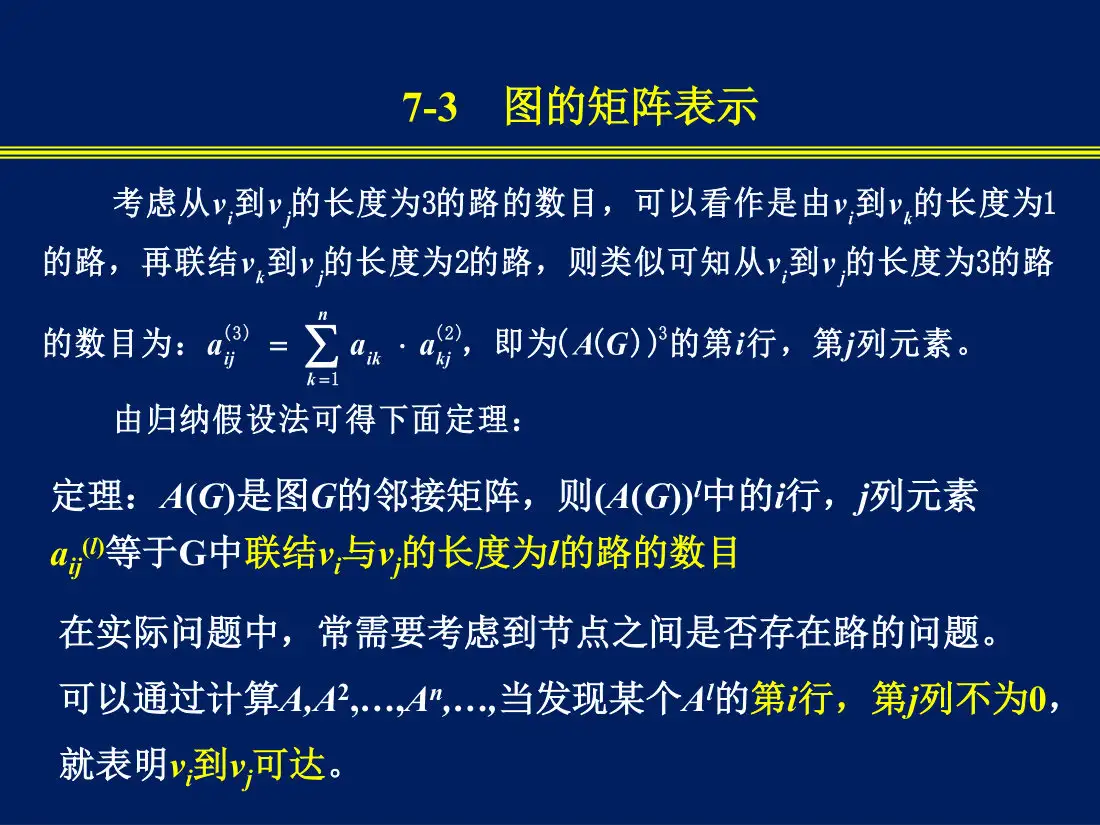 7-3 图的矩阵表示
考虑从vi到vj的长度为3的路的数目，可以看作是由vi到vk的长度为1
的路，再联结vk到vj的长度为2的路，则类似可知从vi到vj的长度为3的路
的数目为：aij(3) = ∑k=1n aik · akj(2)，即为(A(G))3的第i行，第j列元素。
由归纳假设法可得下面定理：
定理：A(G)是图G的邻接矩阵，则(A(G))l中的i行，j列元素
aij(l)等于G中联结vi与vj的长度为l的路的数目
在实际问题中，常需要考虑到节点之间是否存在路的问题。
可以通过计算A,A2,…,An,…,当发现某个Al的第i行，第j列不为0，
就表明vi到vj可达。